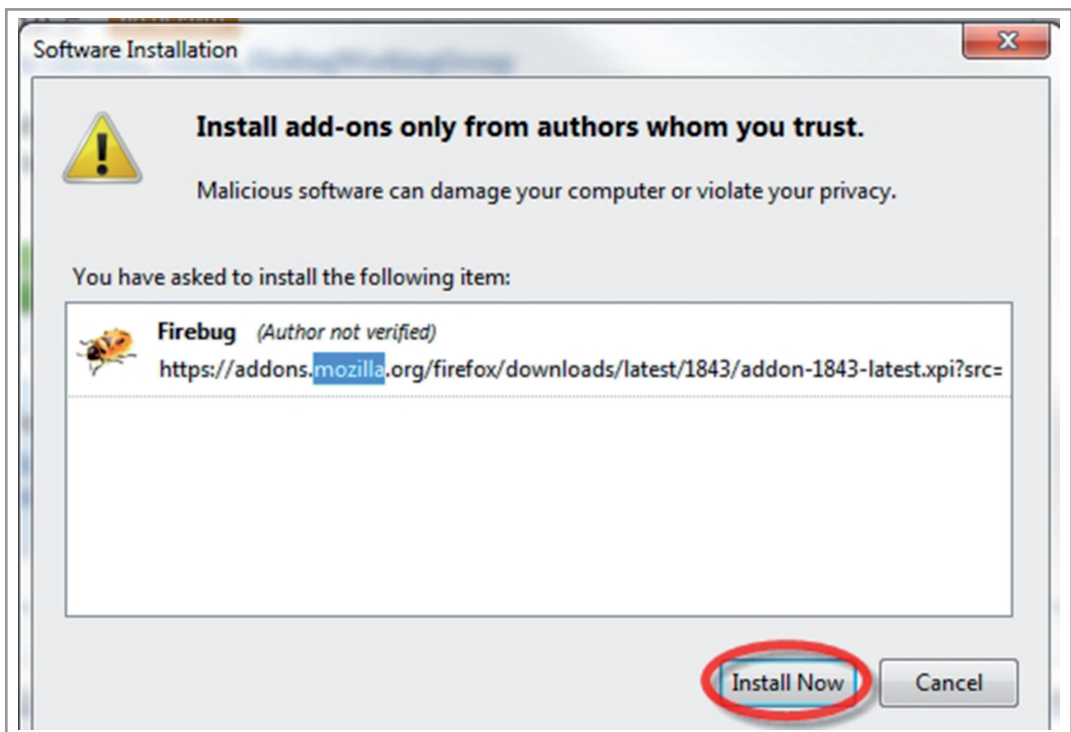 Software Installation
Install add-ons only from authors whom you trust.
Malicious software can damage your computer or violate your privacy.
You have asked to install the following item:
Firebug (Author not verified)
https://addons.mozilla.org/firefox/downloads/latest/1843/addon-1843-latest.xpi?src=
Install Now Cancel